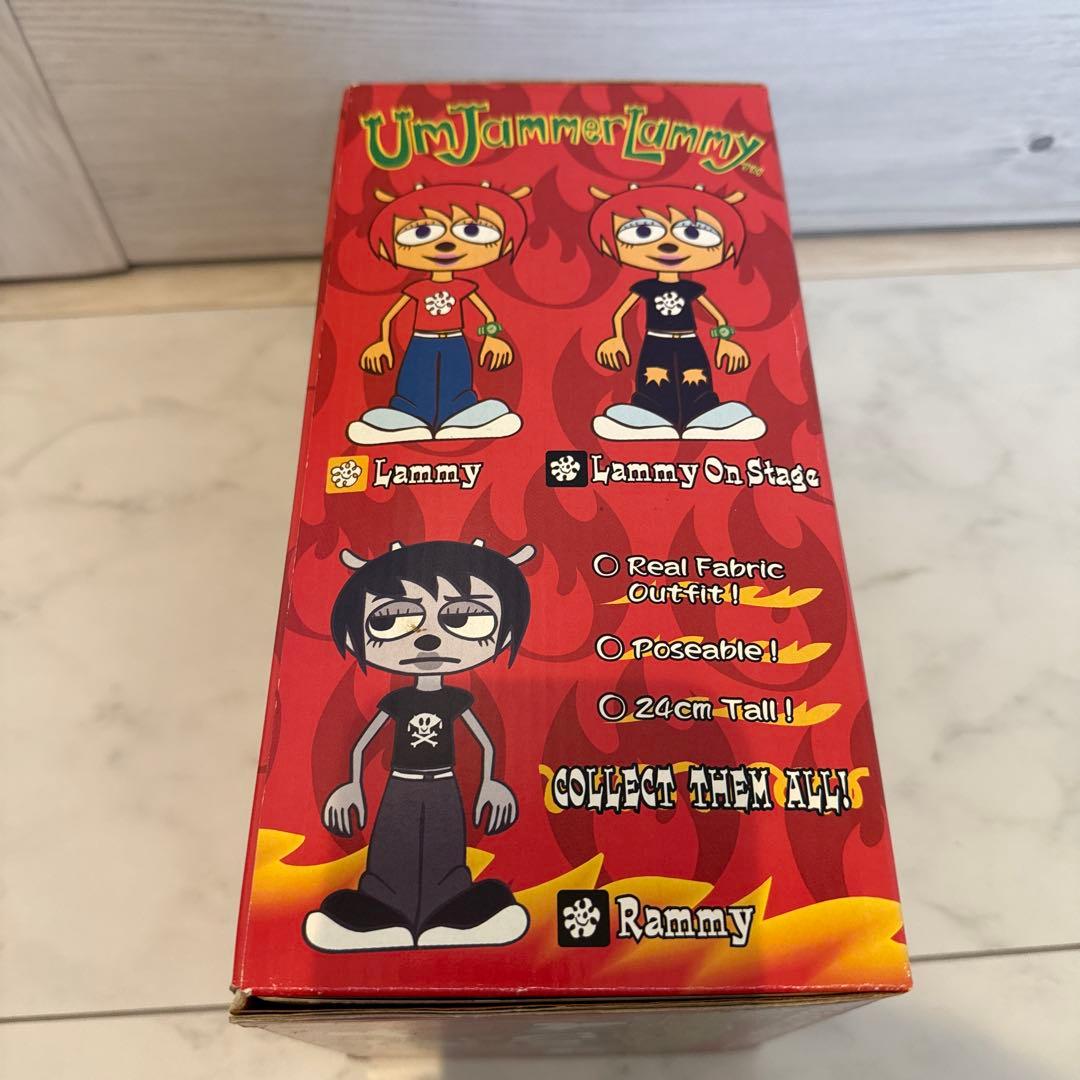 UmJammerLammy
Lammy
Lammy On Stage
Real Fabric
Outfit!
Poseable!
24cm Tall!
COLLECT THEM ALL!
Rammy